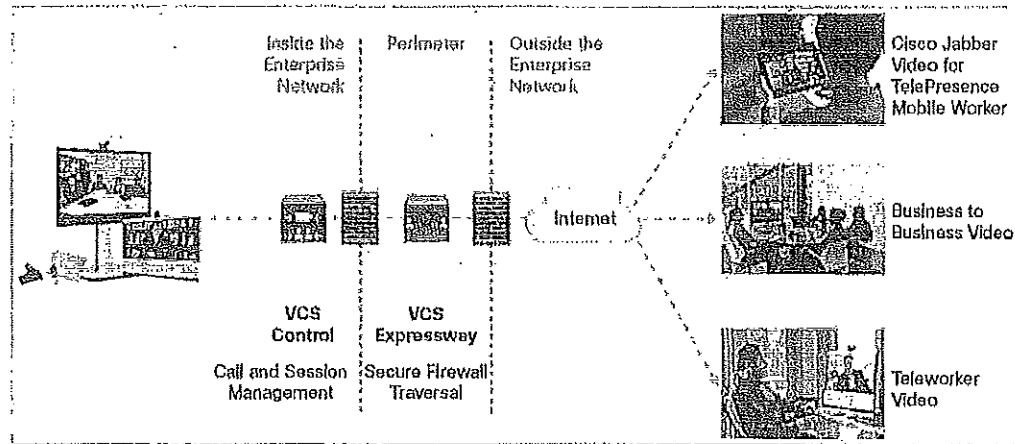 Inside the
Enterprise
Network
Perimeter
Outside the
Enterprise
Network
Cisco Jabber
Video for
TelePresence
Mobile Worker
Internet
Business to
Business Video
VCS
Control
VCS
Expressway
Call and Session
Management
Secure Firewall
Traversal
Teleworker
Video